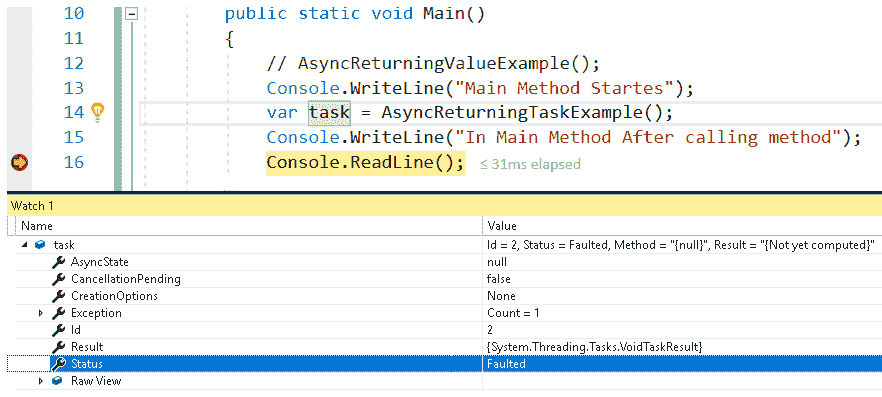 10 public static void Main()
11 {
12 // AsyncReturningValueExample();
13 Console.WriteLine("Main Method Startes");
14 var task = AsyncReturningTaskExample();
15 Console.WriteLine("In Main Method After calling method");
16 Console.ReadLine(); ≤ 31ms elapsed
Watch 1
Name Value
task Id = 2, Status = Faulted, Method = "{null}", Result = "{Not yet computed}"
AsyncState null
CancellationPending false
CreationOptions None
Exception Count = 1
Id 2
Result {System.Threading.Tasks.VoidTaskResult}
Status Faulted
Raw View